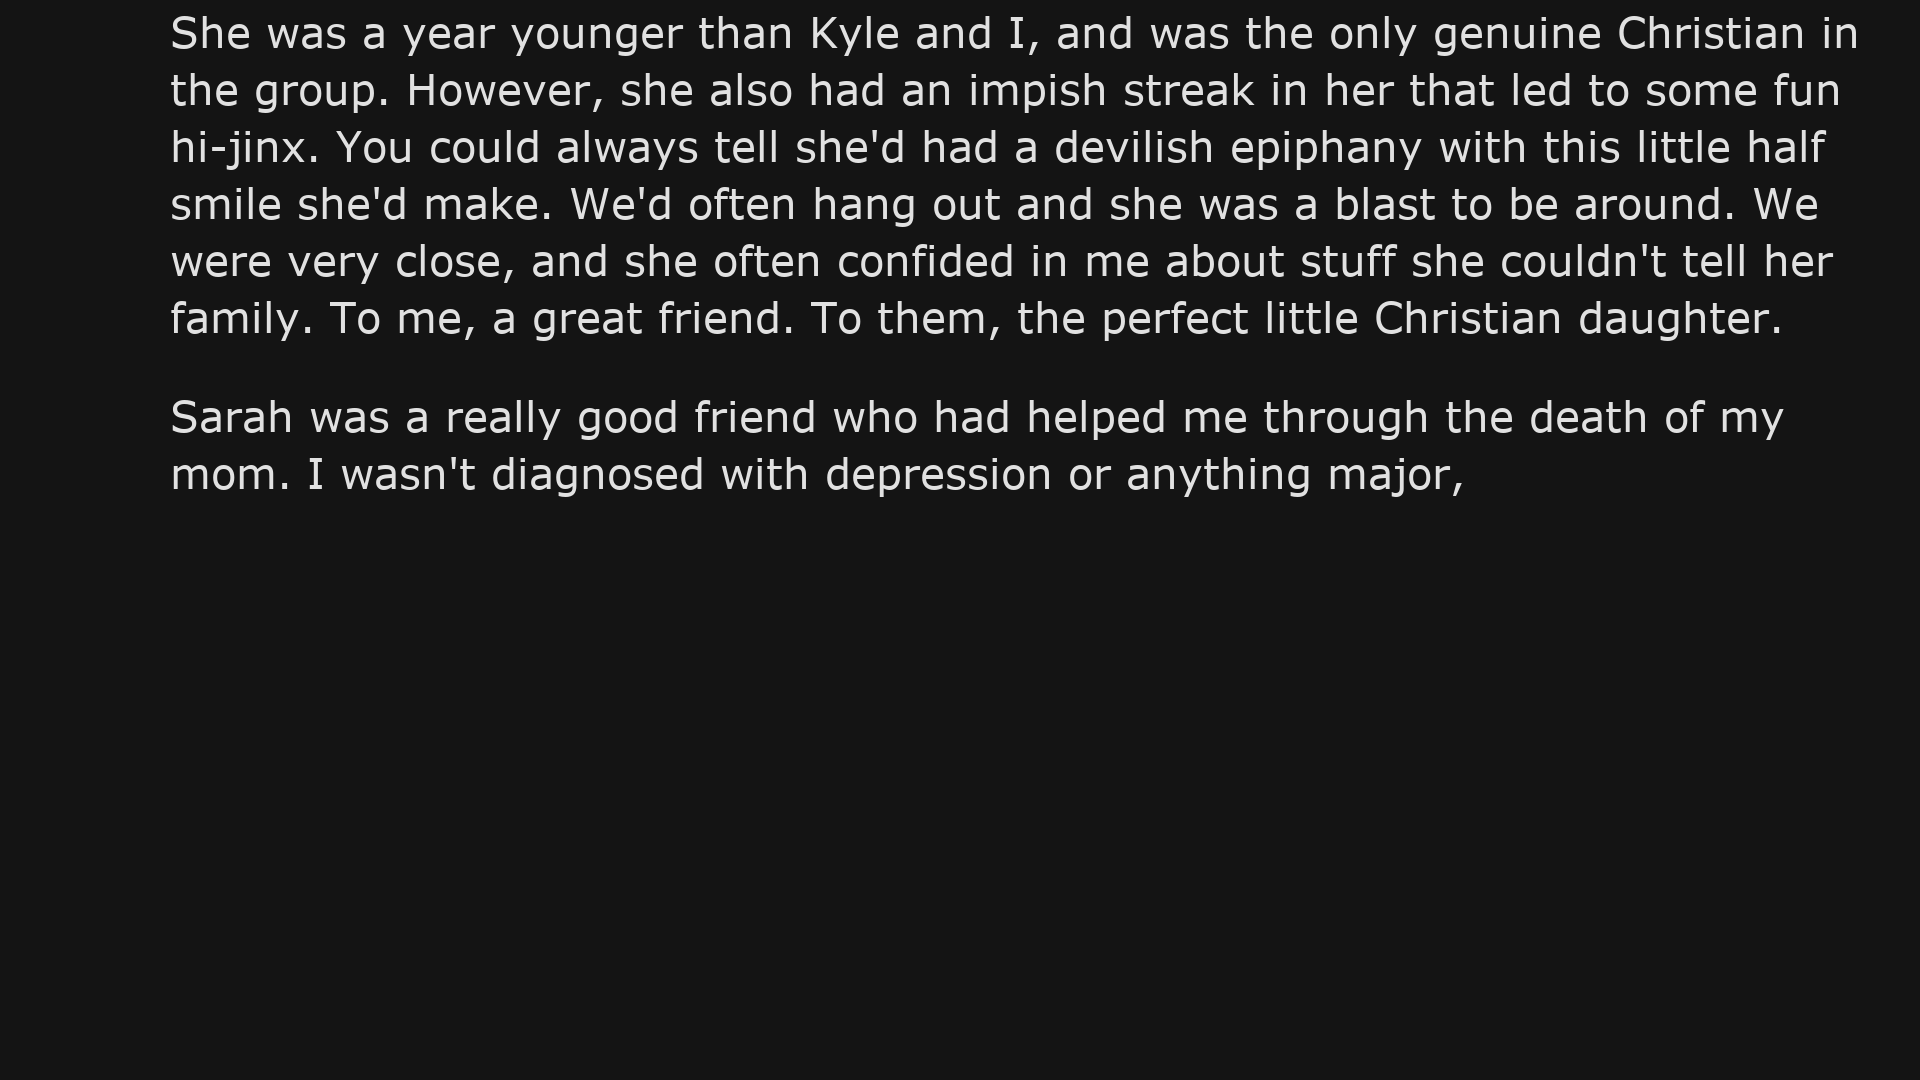 She was a year younger than Kyle and I, and was the only genuine Christian in
the group. However, she also had an impish streak in her that led to some fun
hi-jinx. You could always tell she'd had a devilish epiphany with this little half
smile she'd make. We'd often hang out and she was a blast to be around. We
were very close, and she often confided in me about stuff she couldn't tell her
family. To me, a great friend. To them, the perfect little Christian daughter.
Sarah was a really good friend who had helped me through the death of my
mom. I wasn't diagnosed with depression or anything major,